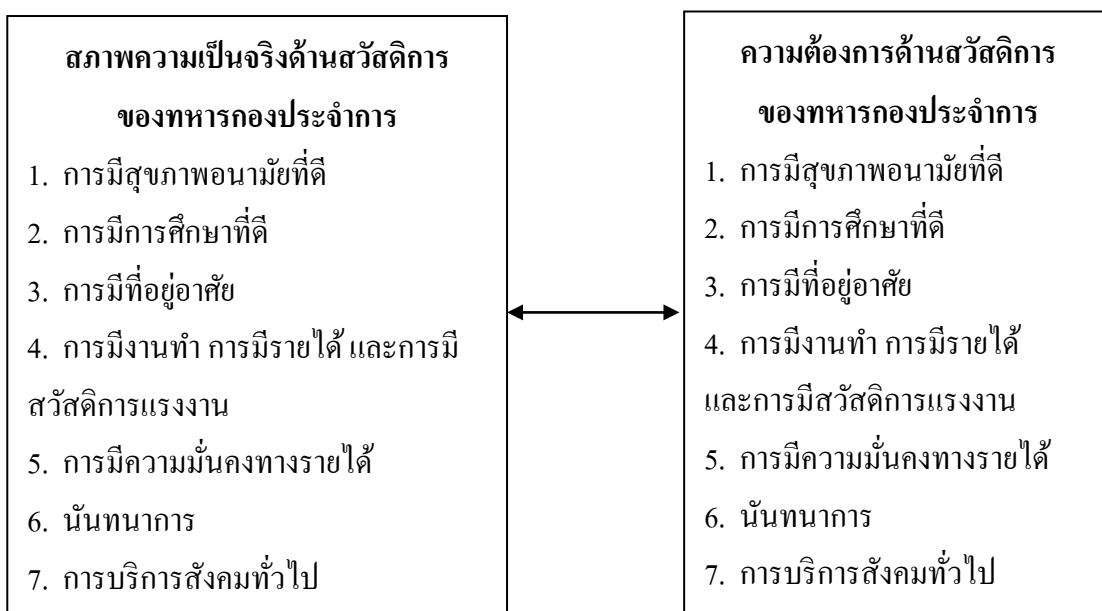 สภาพความเป็นจริงด้านสวัสดิการ
ของทหารกองประจำการ
1. การมีสุขภาพอนามัยที่ดี
2. การมีการศึกษาที่ดี
3. การมีที่อยู่อาศัย
4. การมีงานทำ การมีรายได้ และการมี
สวัสดิการแรงงาน
5. การมีความมั่นคงทางรายได้
6. นันทนาการ
7. การบริการสังคมทั่วไป
ความต้องการด้านสวัสดิการ
ของทหารกองประจำการ
1. การมีสุขภาพอนามัยที่ดี
2. การมีการศึกษาที่ดี
3. การมีที่อยู่อาศัย
4. การมีงานทำ การมีรายได้
และการมีสวัสดิการแรงงาน
5. การมีความมั่นคงทางรายได้
6. นันทนาการ
7. การบริการสังคมทั่วไป